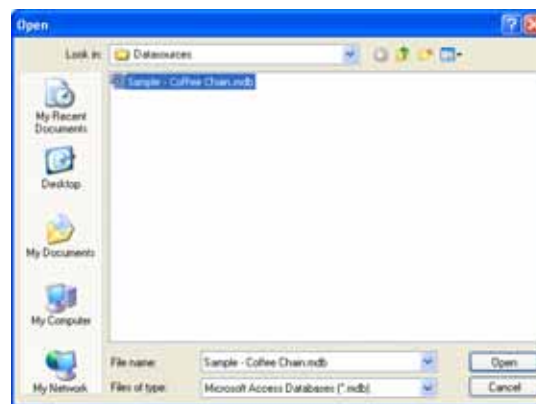 Open
Look in: Datasources
Sample - Coffee Chain.mdb
My Recent
Documents
Desktop
My Documents
My Computer
My Network
File name: Sample - Coffee Chain.mdb
Open
Files of type: Microsoft Access Databases (*.mdb)
Cancel